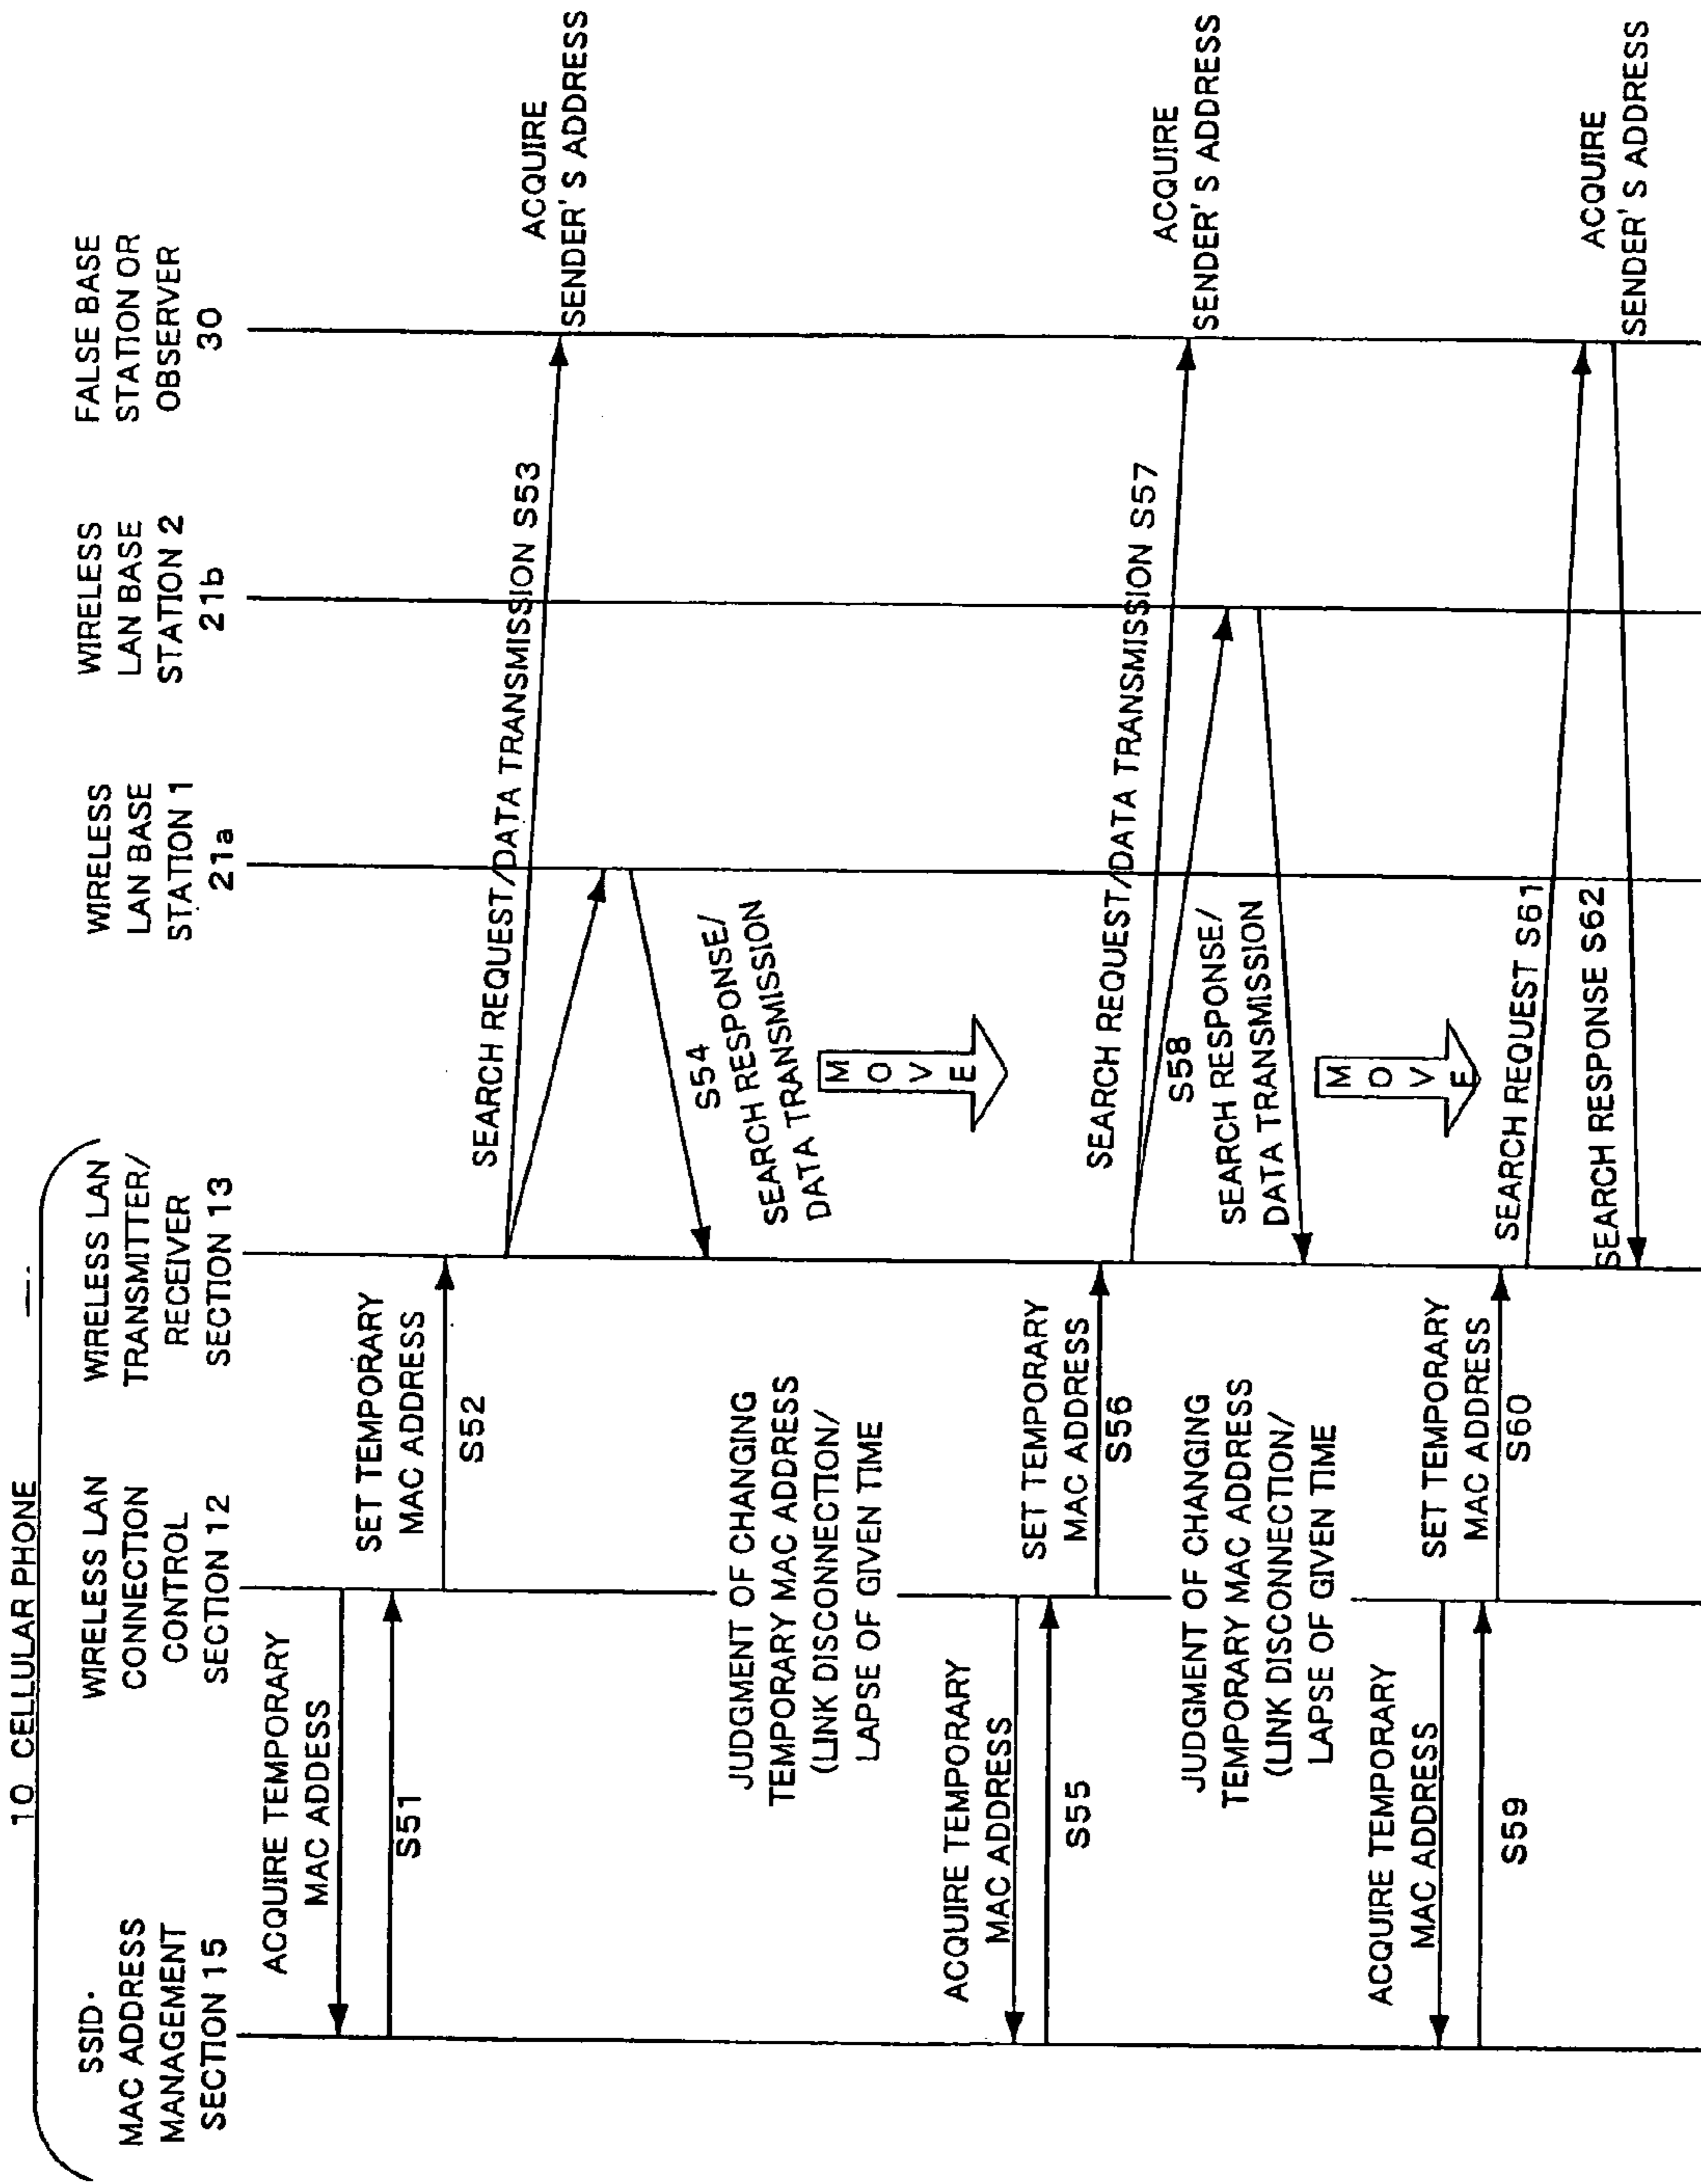 10 CELLULAR PHONE
SSID·
MAC ADDRESS
MANAGEMENT
SECTION 15
WIRELESS LAN
CONNECTION
CONTROL
SECTION 12
WIRELESS LAN
TRANSMITTER/
RECEIVER
SECTION 13
WIRELESS
LAN BASE
STATION 1
21a
WIRELESS
LAN BASE
STATION 2
21b
FALSE BASE
STATION OR
OBSERVER
30
ACQUIRE TEMPORARY
MAC ADDESS
S51
SET TEMPORARY
MAC ADDRESS
S52
SEARCH REQUEST/DATA TRANSMISSION S53
ACQUIRE
SENDER'S ADDRESS
S54
SEARCH RESPONSE/
DATA TRANSMISSION
JUDGMENT OF CHANGING
TEMPORARY MAC ADDRESS
(LINK DISCONNECTION/
LAPSE OF GIVEN TIME
MOVE
ACQUIRE TEMPORARY
MAC ADDRESS
S55
SET TEMPORARY
MAC ADDRESS
S56
SEARCH REQUEST/DATA TRANSMISSION S57
ACQUIRE
SENDER'S ADDRESS
S58
SEARCH RESPONSE/
DATA TRANSMISSION
JUDGMENT OF CHANGING
TEMPORARY MAC ADDRESS
(LINK DISCONNECTION/
LAPSE OF GIVEN TIME
MOVE
ACQUIRE TEMPORARY
MAC ADDRESS
S59
SET TEMPORARY
MAC ADDRESS
S60
SEARCH REQUEST S61
ACQUIRE
SENDER'S ADDRESS
SEARCH RESPONSE S62